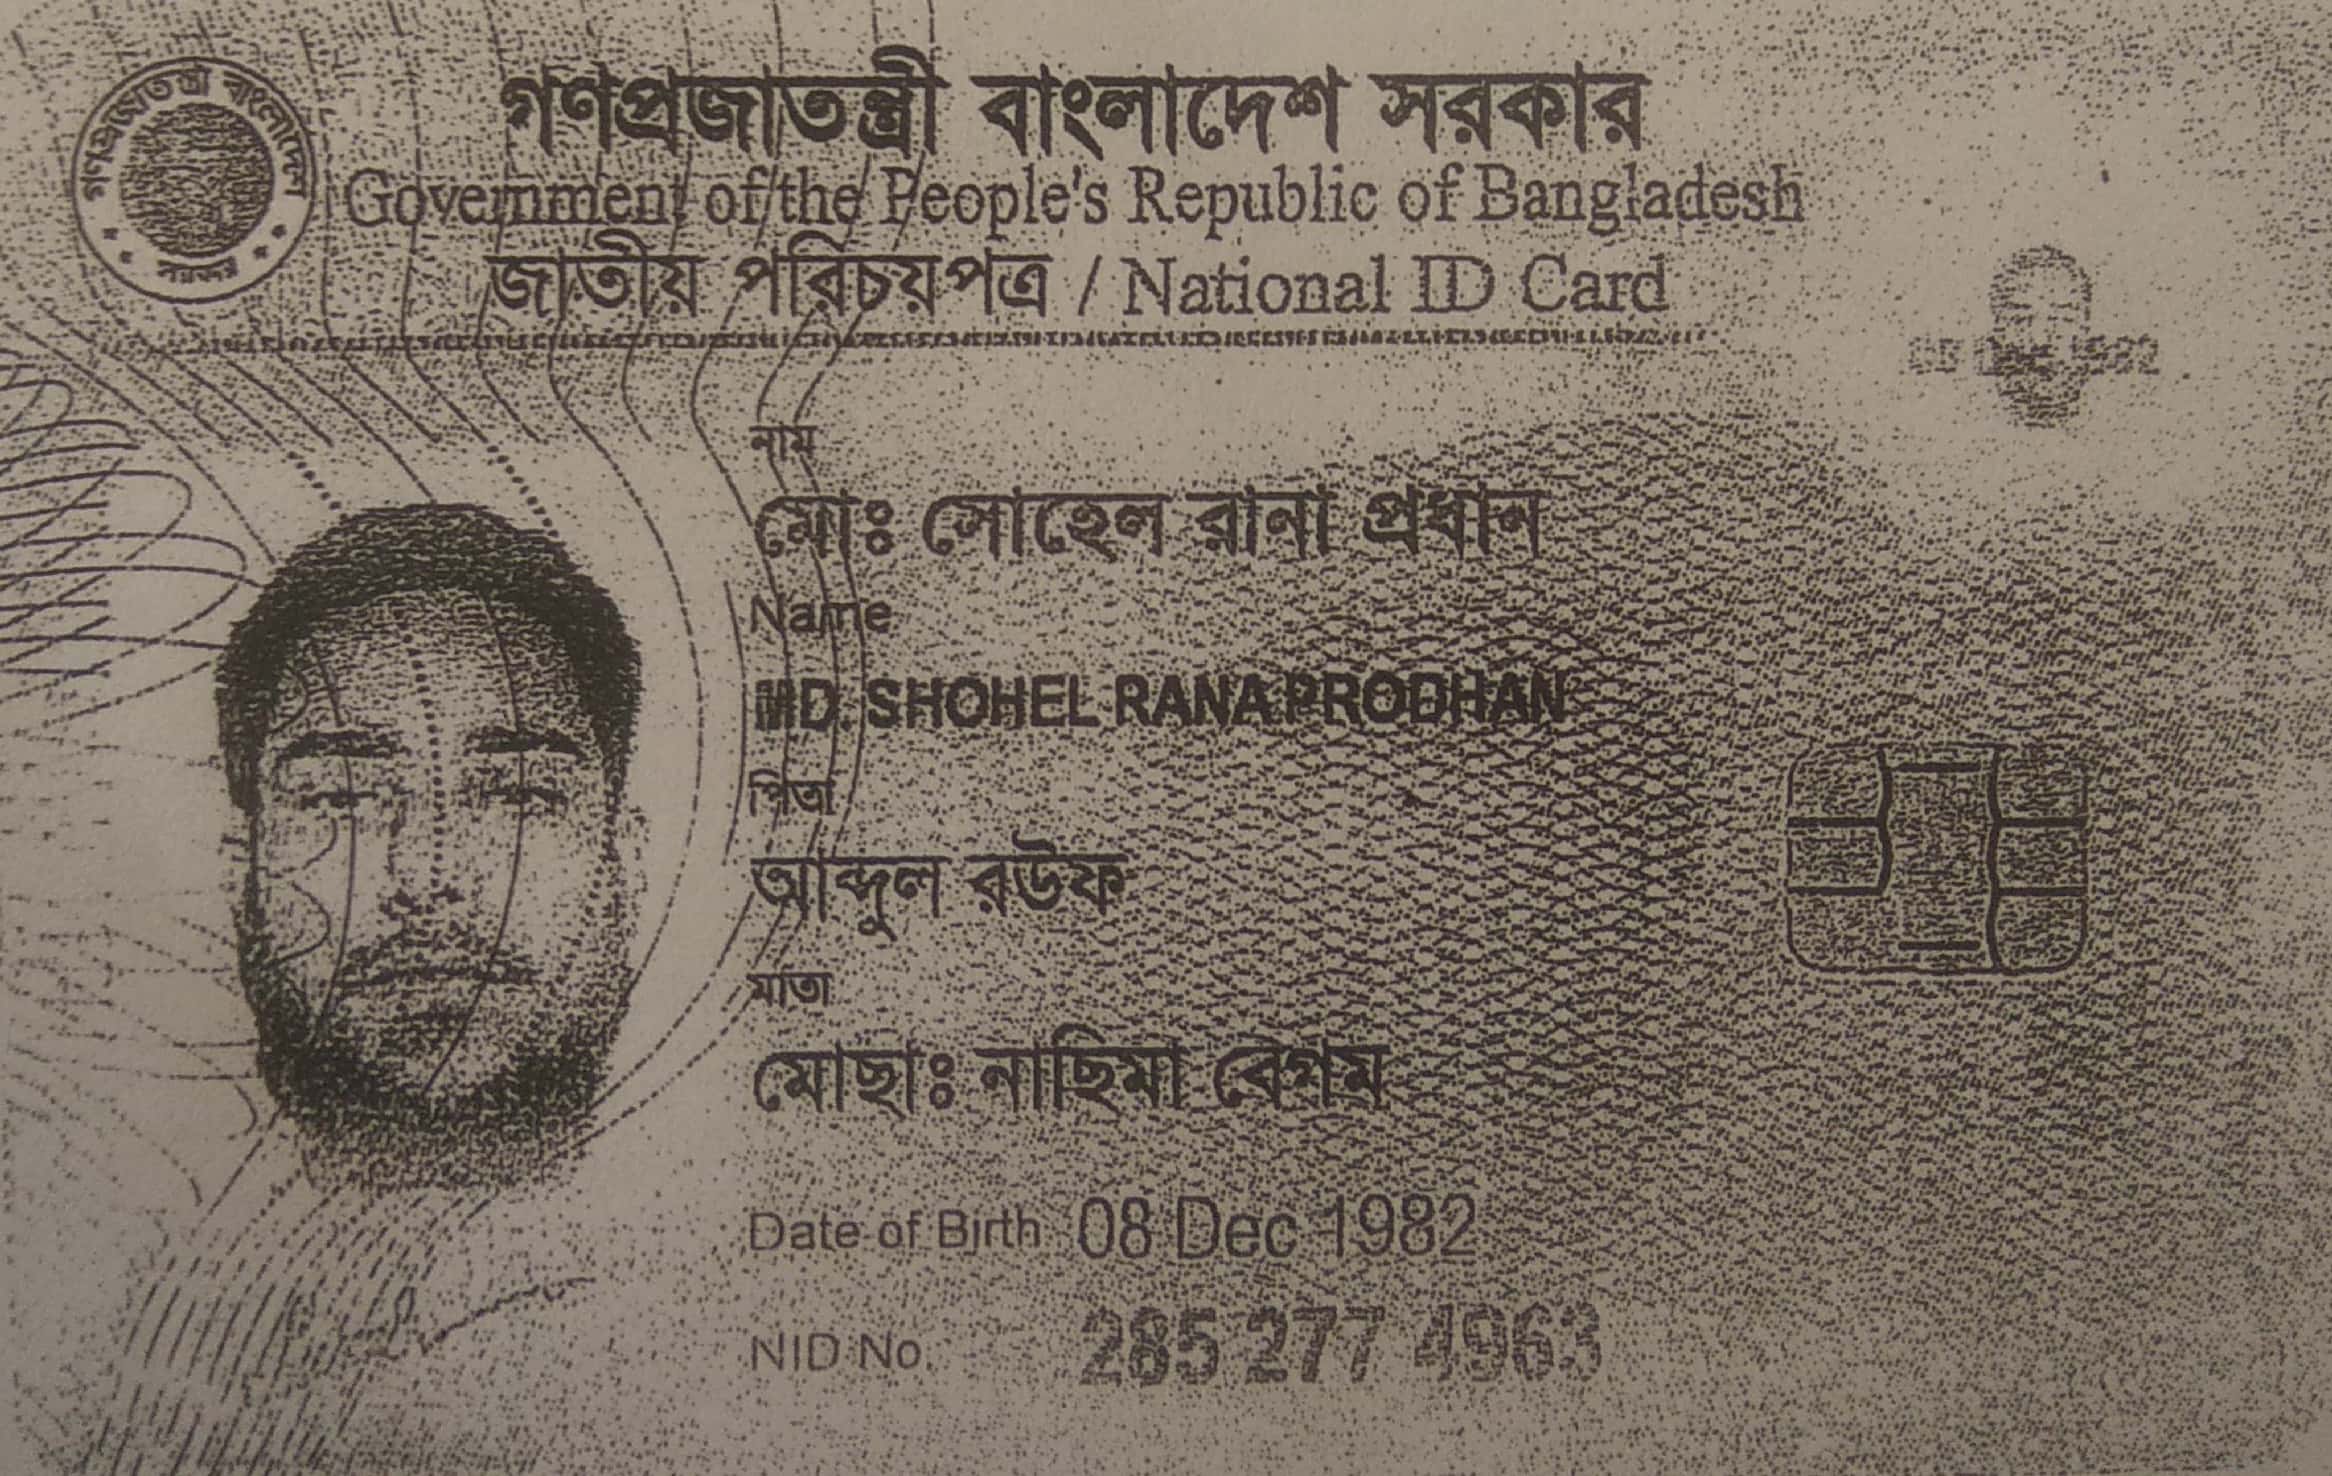 গণপ্রজাতন্ত্রী বাংলাদেশ সরকার
Government of the People's Republic of Bangladesh
জাতীয় পরিচয়পত্র / National ID Card
গণপ্রজাতন্ত্রী বাংলাদেশ
নাম
মোঃ সোহেল রানা প্রধান
Name
MD. SHOHEL RANA PRODHAN
পিতা
আব্দুল রউফ
মাতা
মোছাঃ নাছিমা বেগম
Date of Birth 08 Dec 1982
NID No. 285 277 4963